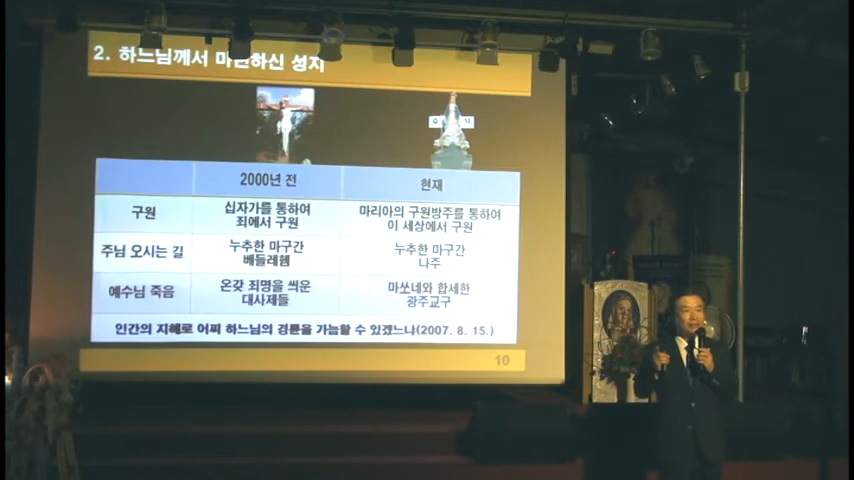 2. 하느님께서 마련하신 성지
2000년 전
현재
구원
십자가를 통하여
죄에서 구원
마리아의 구원방주를 통하여
이 세상에서 구원
주님 오시는 길
누추한 마구간
베들레헴
누추한 마구간
나주
예수님 죽음
온갖 죄명을 씌운
대사제들
마쏘네와 합세한
광주교구
인간의 지혜로 어찌 하느님의 경륜을 가늠할 수 있겠느냐(2007. 8. 15.)
10